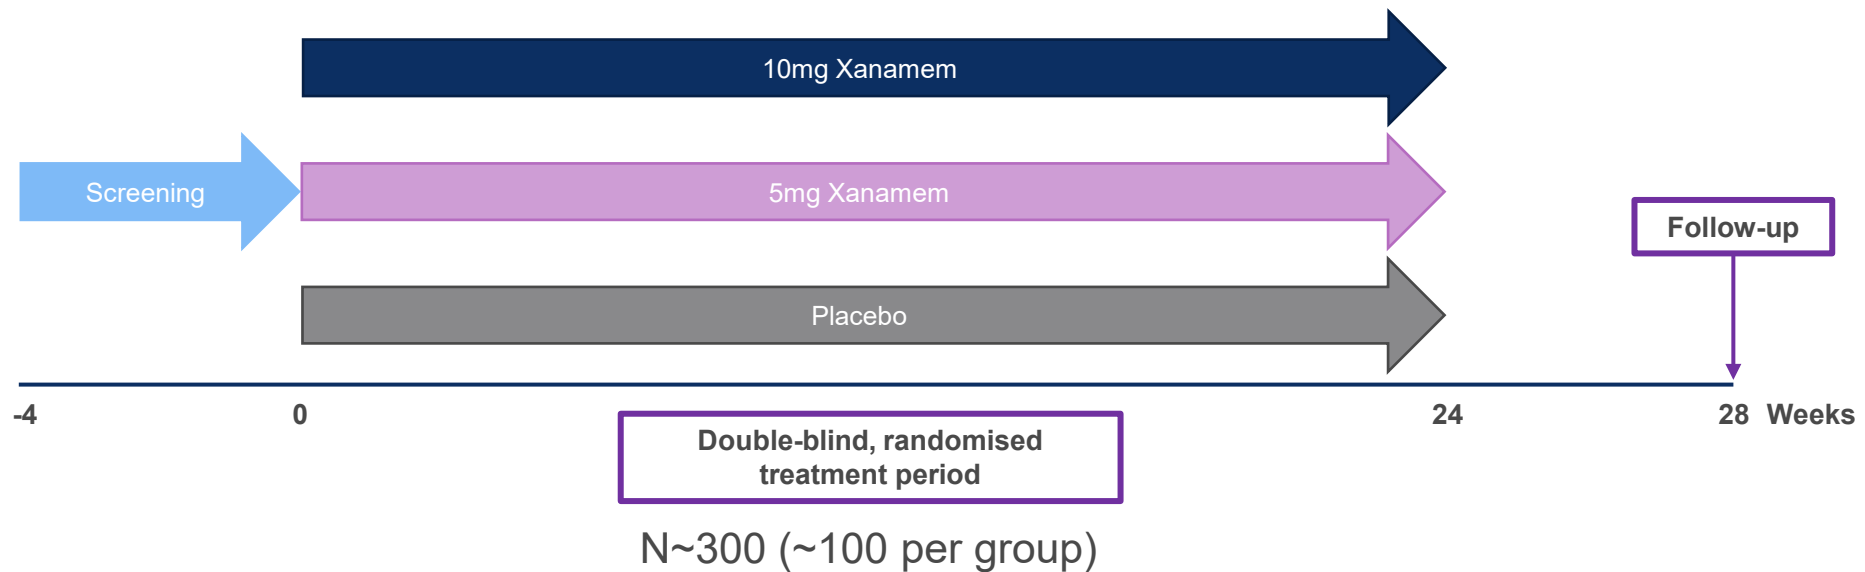 10mg Xanamem
Screening
5mg Xanamem
Follow-up
Placebo
-4
0
24
28 Weeks
Double-blind, randomised
treatment period
N~300 (~100 per group)